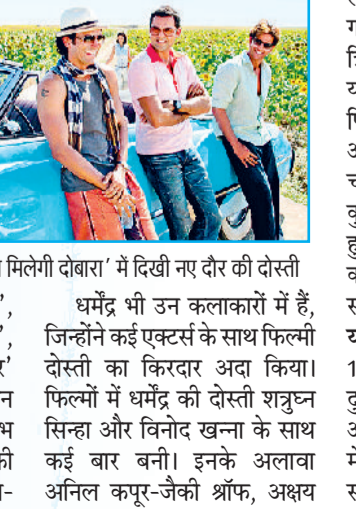 मिलेगी दोबारा' में दिखी नए दौर की दोस्ती
धर्मेंद्र भी उन कलाकारों में हैं,
जिन्होंने कई एक्टर्स के साथ फिल्मी
दोस्ती का किरदार अदा किया।
फिल्मों में धर्मेंद्र की दोस्ती शत्रुघ्न
सिन्हा और विनोद खन्ना के साथ
कई बार बनी। इनके अलावा
अनिल कपूर-जैकी श्रॉफ, अक्षय